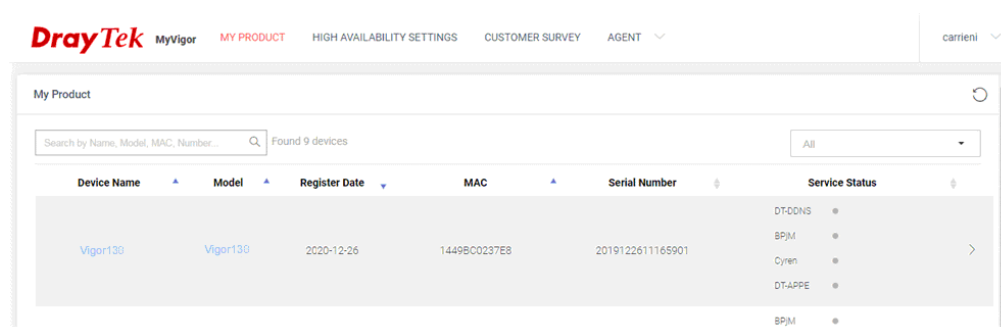 DrayTek MyVigor MY PRODUCT HIGH AVAILABILITY SETTINGS CUSTOMER SURVEY AGENT carrieni
My Product
Search by Name, Model, MAC, Number... Found 9 devices All
Device Name Model Register Date MAC Serial Number Service Status
DT-DDNS
BPjM
Vigor130 Vigor130 2020-12-26 1449BC0237E8 2019122611165901
Cyren
DT-APPE
BPjM